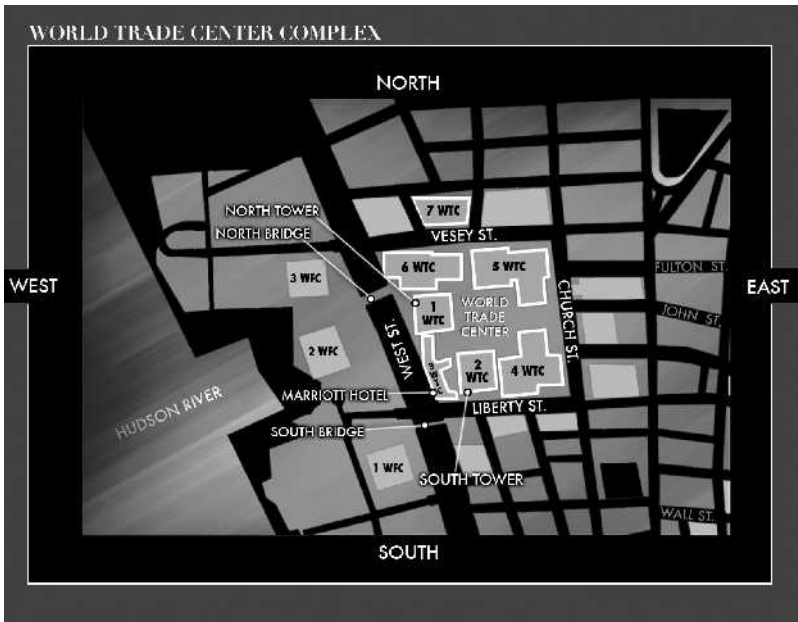 WORLD TRADE CENTER COMPLEX
NORTH
NORTH TOWER
7 WTC
NORTH BRIDGE
VESEY ST.
6 WTC
5 WTC
FULTON ST.
3 WFC
WEST
EAST
1
WTC
WORLD
TRADE
CENTER
CHURCH ST.
JOHN ST.
WEST ST.
2 WFC
2
WTC
4 WTC
MARRIOTT HOTEL
HUDSON RIVER
LIBERTY ST.
SOUTH BRIDGE
1 WFC
SOUTH TOWER
WALL ST.
SOUTH